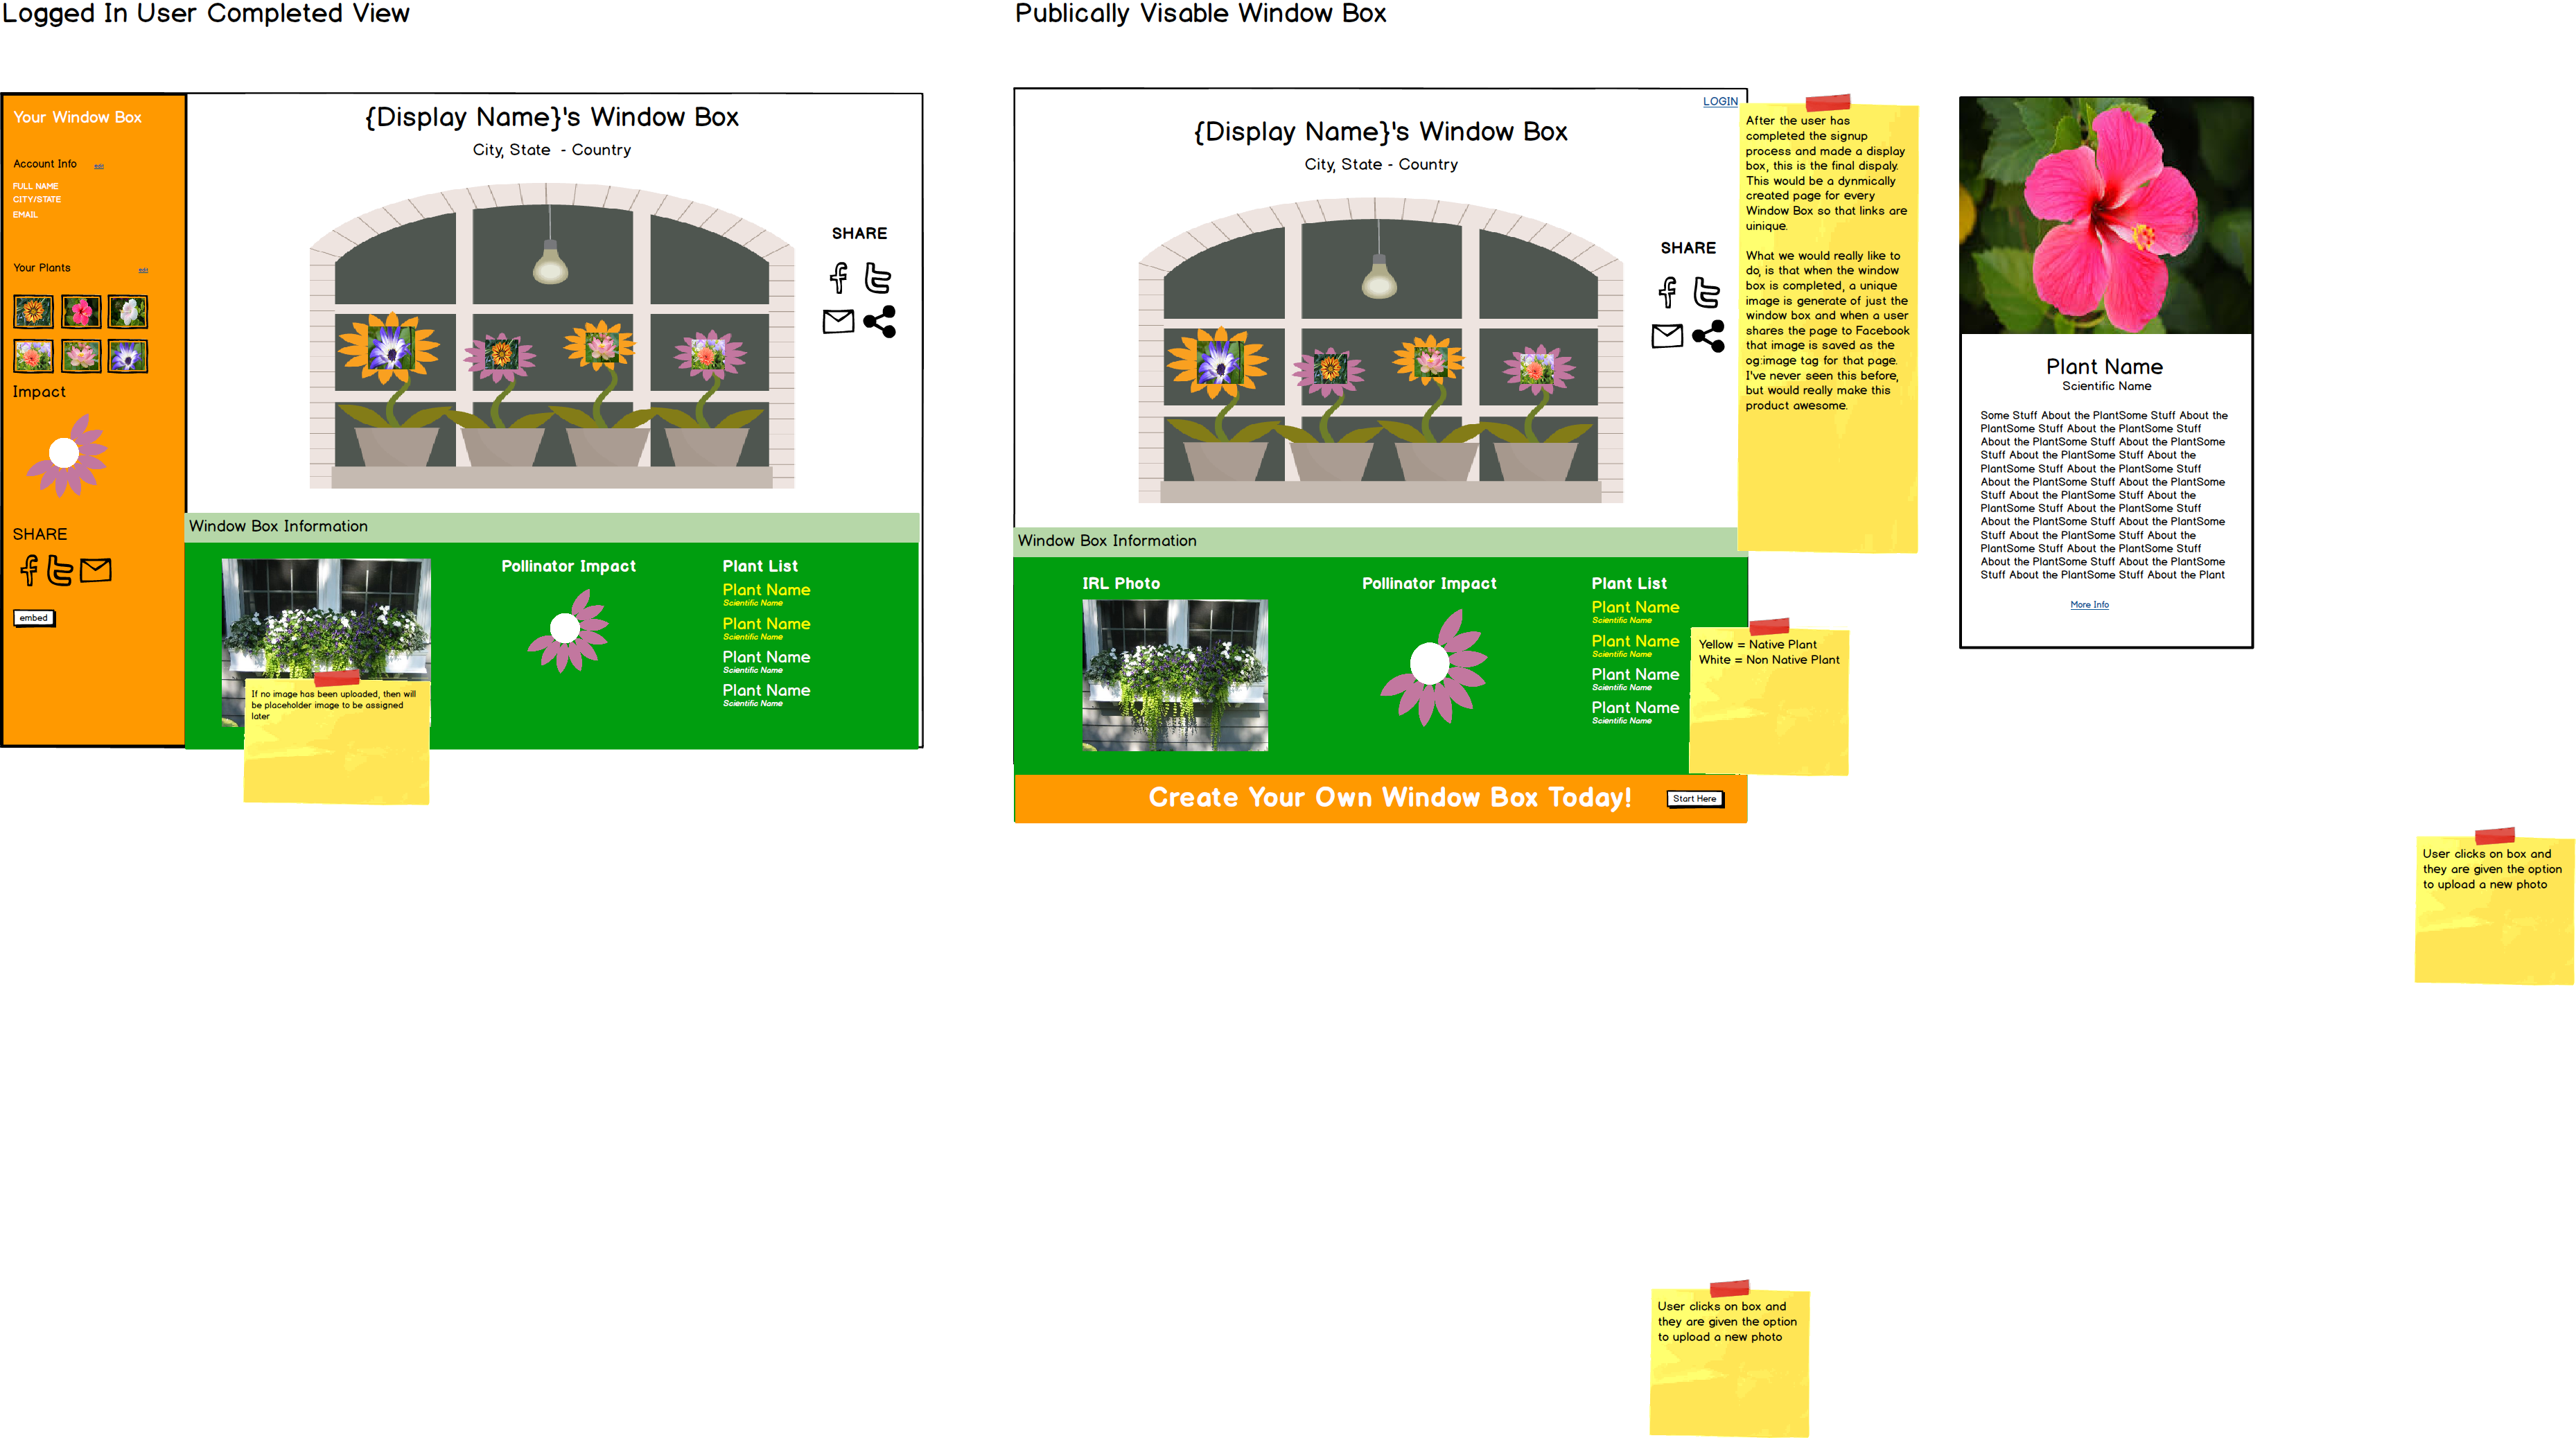 Logged In User Completed View
Your Window Box
Account Info
edit
FULL NAME
CITY/STATE
EMAIL
Your Plants
edit
Impact
SHARE
embed
{Display Name}'s Window Box
City, State  - Country
SHARE
Window Box Information
Pollinator Impact
Plant List
Plant Name
Scientific Name
Plant Name
Scientific Name
Plant Name
Scientific Name
Plant Name
Scientific Name
If no image has been uploaded, then will
be placeholder image to be assigned
later
Publically Visable Window Box
LOGIN
{Display Name}'s Window Box
City, State - Country
SHARE
Window Box Information
IRL Photo
Pollinator Impact
Plant List
Plant Name
Scientific Name
Plant Name
Scientific Name
Plant Name
Scientific Name
Plant Name
Scientific Name
Create Your Own Window Box Today!
Start Here
After the user has
completed the signup
process and made a display
box, this is the final dispaly.
This would be a dynmically
created page for every
Window Box so that links are
uinique.
What we would really like to
do, is that when the window
box is completed, a unique
image is generate of just the
window box and when a user
shares the page to Facebook
that image is saved as the
og:image tag for that page.
I've never seen this before,
but would really make this
product awesome.
Yellow = Native Plant
White = Non Native Plant
Plant Name
Scientific Name
Some Stuff About the PlantSome Stuff About the
PlantSome Stuff About the PlantSome Stuff
About the PlantSome Stuff About the PlantSome
Stuff About the PlantSome Stuff About the
PlantSome Stuff About the PlantSome Stuff
About the PlantSome Stuff About the PlantSome
Stuff About the PlantSome Stuff About the
PlantSome Stuff About the PlantSome Stuff
About the PlantSome Stuff About the PlantSome
Stuff About the PlantSome Stuff About the
PlantSome Stuff About the PlantSome Stuff
About the PlantSome Stuff About the PlantSome
Stuff About the PlantSome Stuff About the Plant
More Info
User clicks on box and
they are given the option
to upload a new photo
User clicks on box and
they are given the option
to upload a new photo